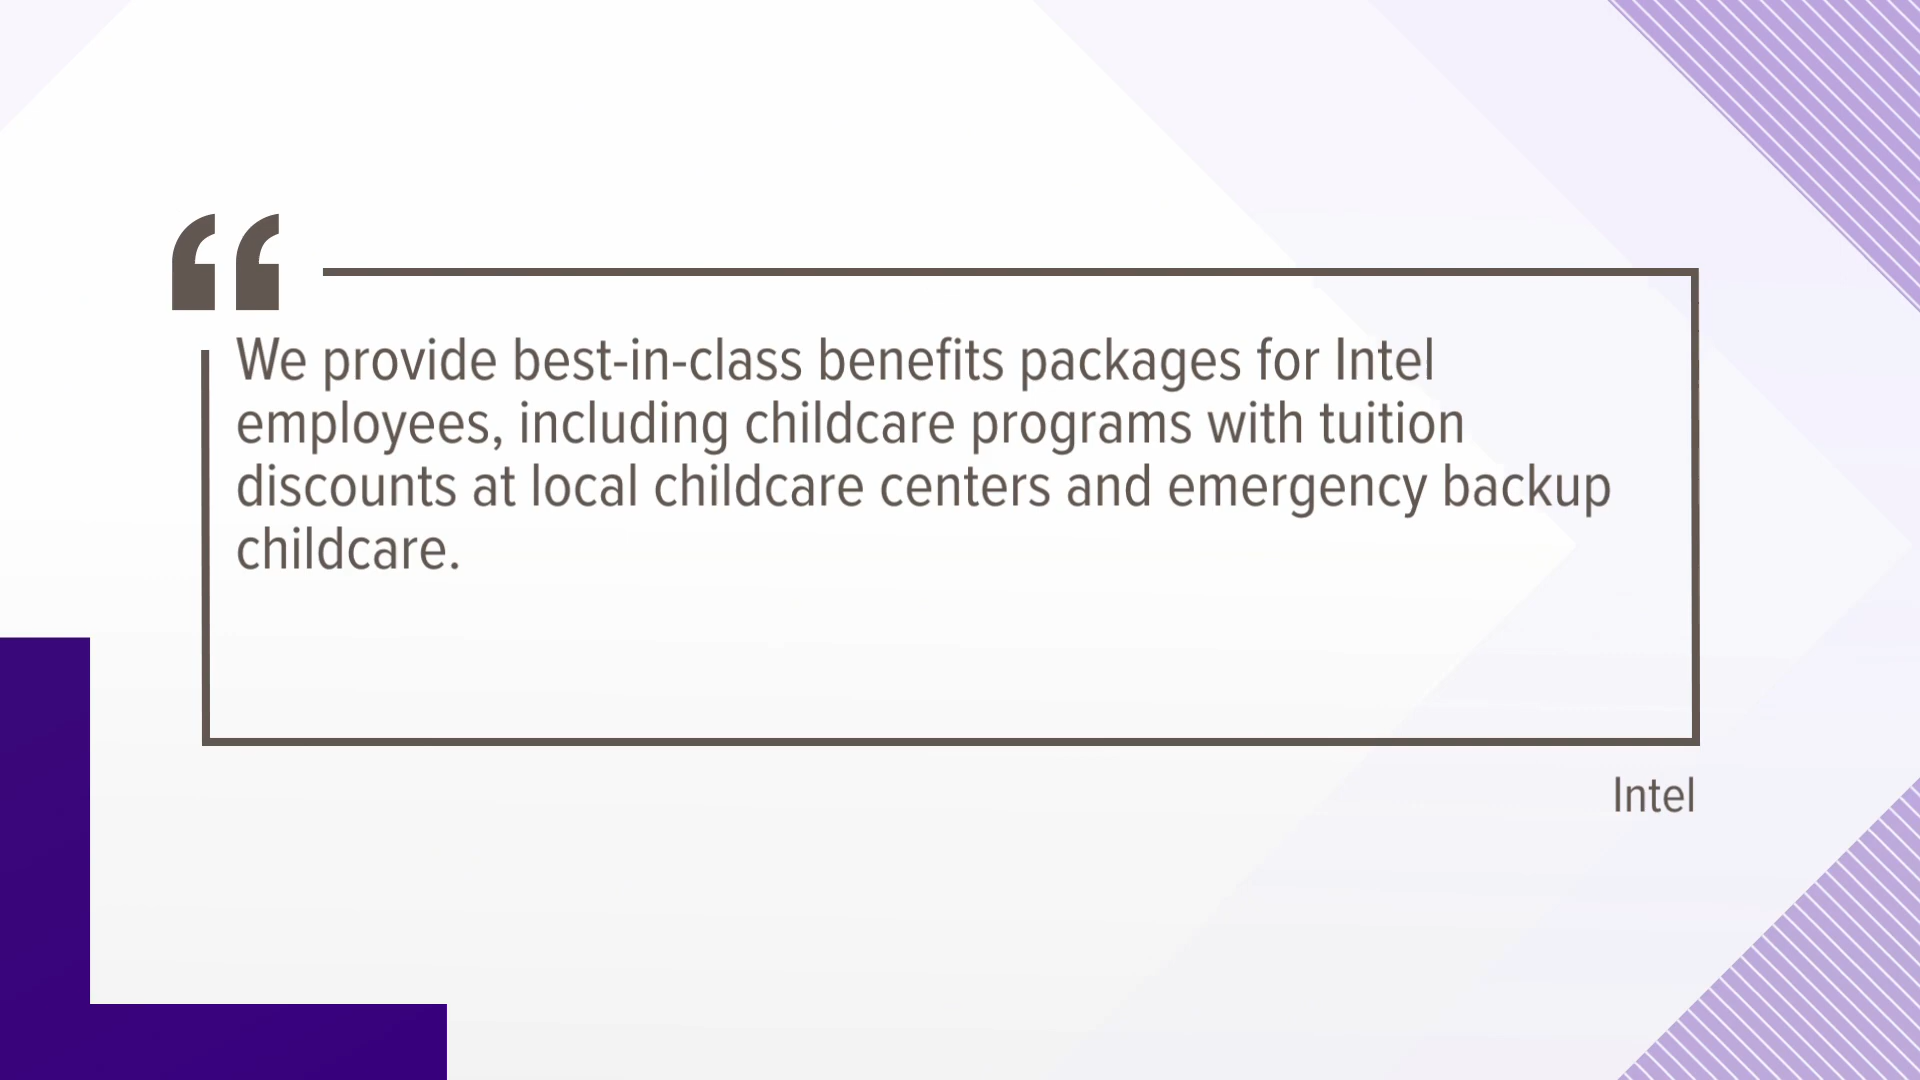 “
We provide best-in-class benefits packages for Intel
employees, including childcare programs with tuition
discounts at local childcare centers and emergency backup
childcare.
Intel